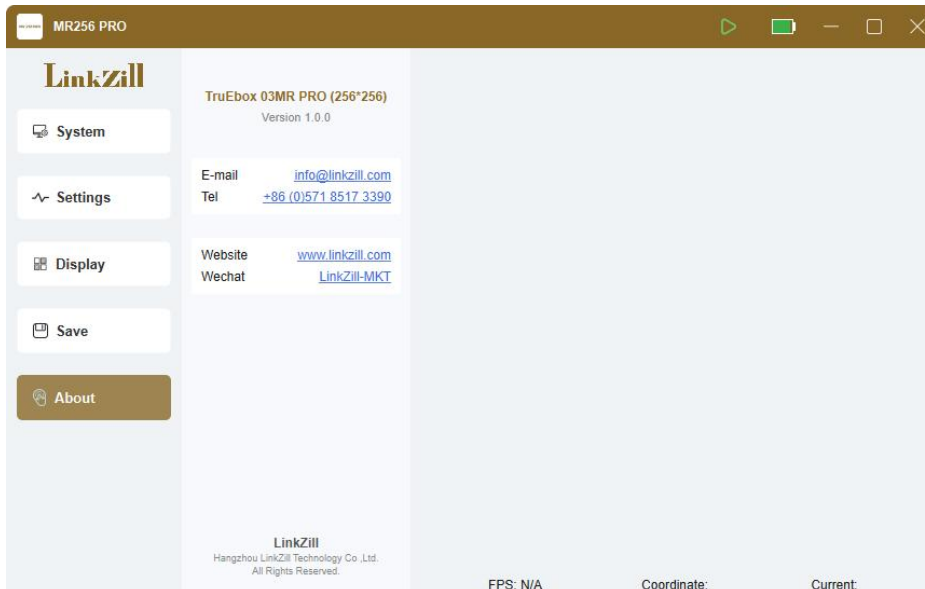 MR256 PRO
LinkZill
System
Settings
Display
Save
About
TruEbox 03MR PRO (256*256)
Version 1.0.0
E-mail info@linkzill.com
Tel +86 (0)571 8517 3390
Website www.linkzill.com
Wechat LinkZill-MKT
LinkZill
Hangzhou LinkZill Technology Co ,Ltd.
All Rights Reserved.
FPS: N/A Coordinate: Current: